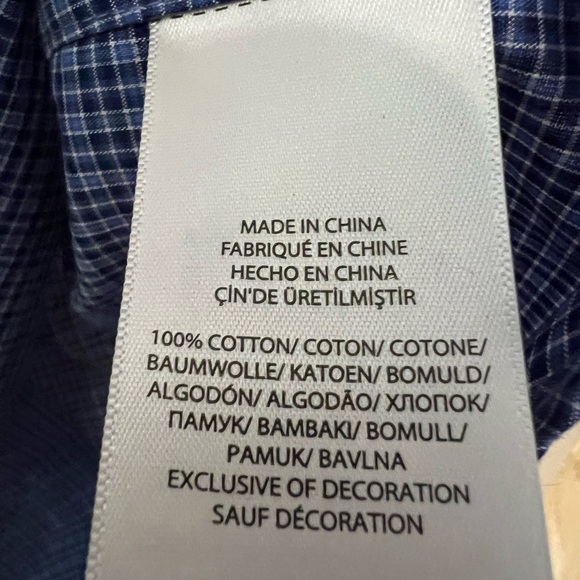 MADE IN CHINA
FABRIQUÉ EN CHINE
HECHO EN CHINA
ÇİN'DE ÜRETİLMİŞTİR
100% COTTON/ COTON/ COTONE/
BAUMWOLLE/ KATOEN/ BOMULD/
ALGODÓN/ ALGODÃO/ ХЛОПОК/
ПАМУК/ BAMBAKI/ BOMULL/
PAMUK/ BAVLNA
EXCLUSIVE OF DECORATION
SAUF DÉCORATION